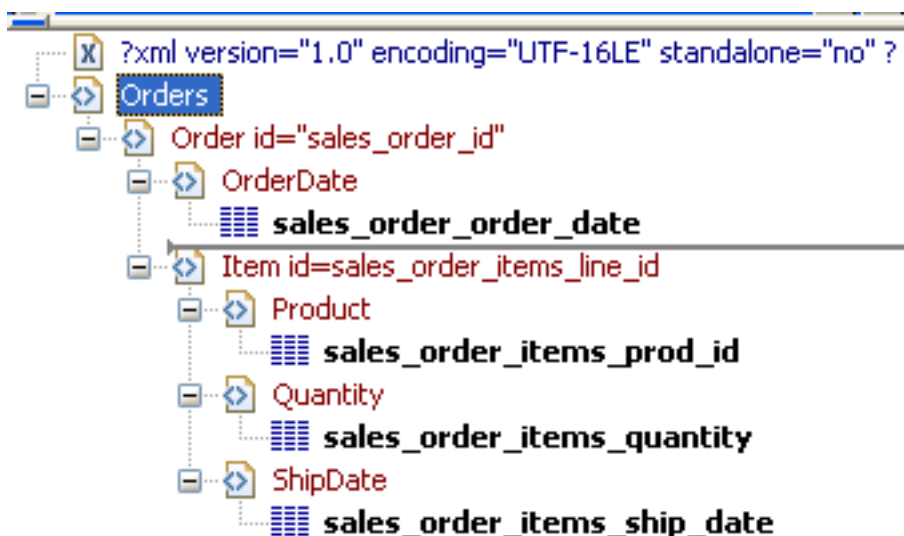 ?xml version="1.0" encoding="UTF-16LE" standalone="no" ?
Orders
Order id="sales_order_id"
OrderDate
sales_order_order_date
Item id=sales_order_items_line_id
Product
sales_order_items_prod_id
Quantity
sales_order_items_quantity
ShipDate
sales_order_items_ship_date